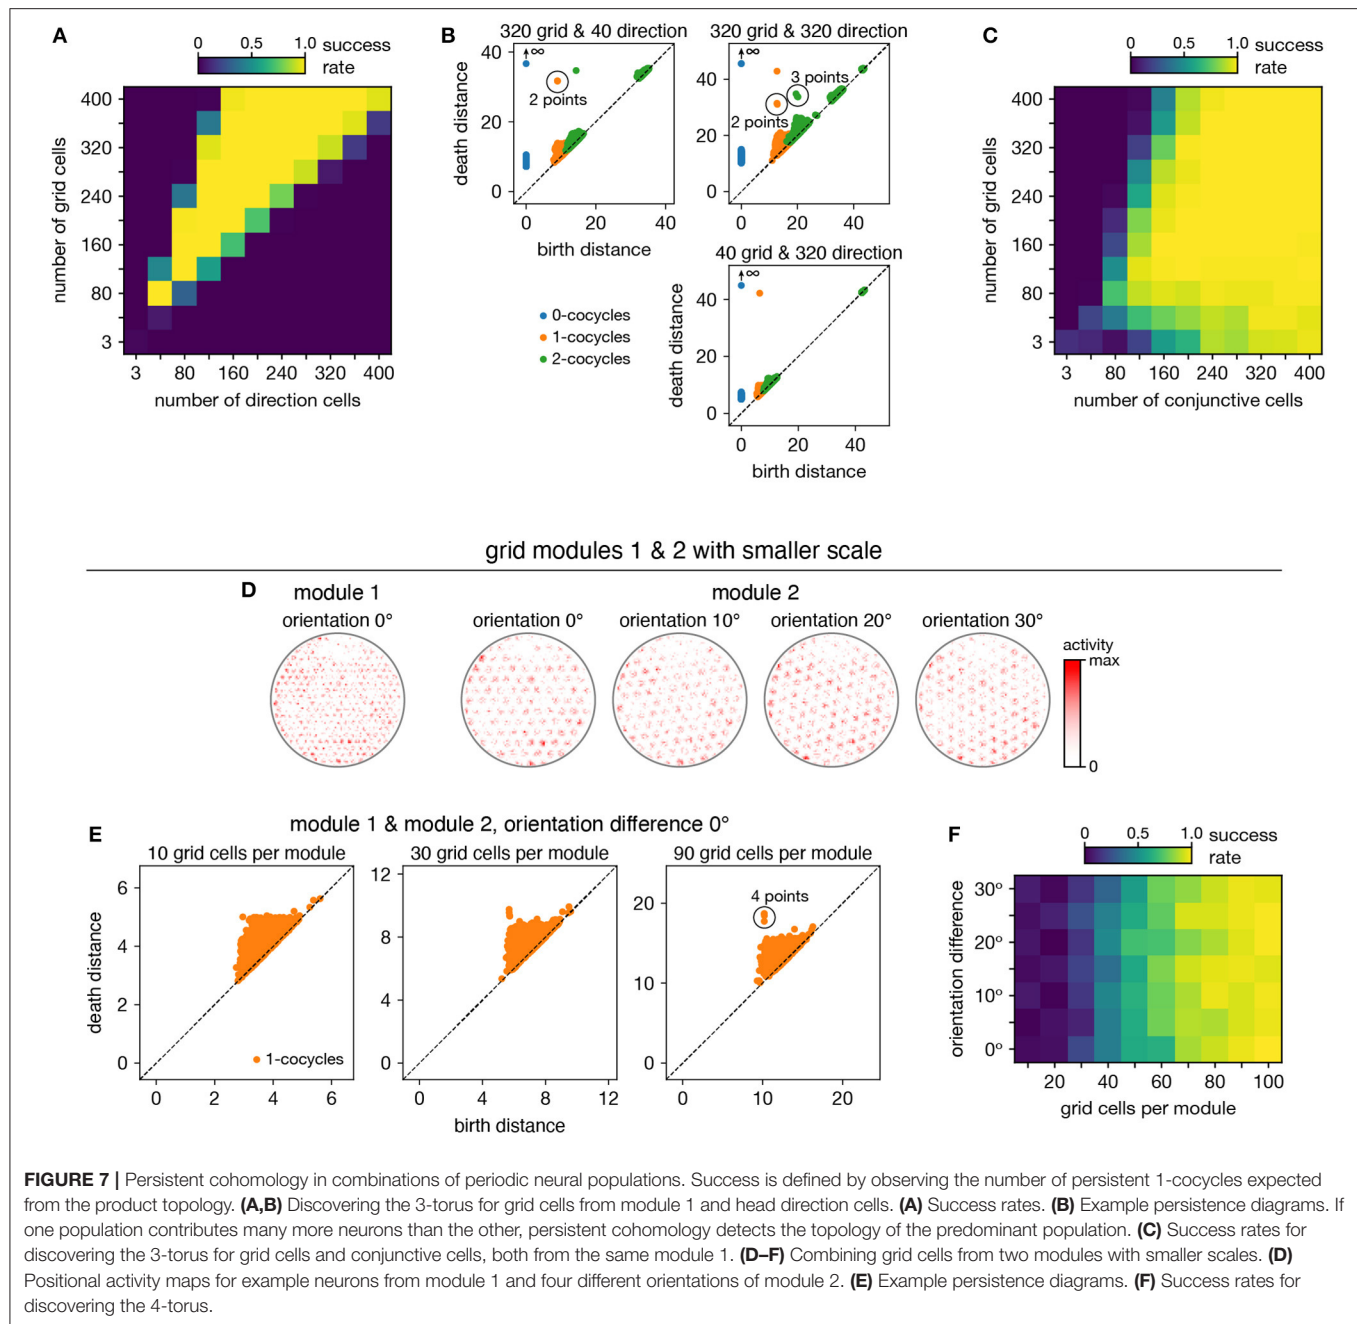 A
0 0.5 1.0 success
rate
400
320
240
160
80
3
number of grid cells
3 80 160 240 320 400
number of direction cells
B
320 grid & 40 direction
∞
40
20
0
death distance
2 points
0 20 40
birth distance
320 grid & 320 direction
∞
40
20
0
3 points
2 points
0 20 40
40 grid & 320 direction
∞
40
20
0
death distance
0 20 40
birth distance
0-cocycles
1-cocycles
2-cocycles
C
0 0.5 1.0 success
rate
400
320
240
160
80
3
number of grid cells
3 80 160 240 320 400
number of conjunctive cells
grid modules 1 & 2 with smaller scale
D
module 1
module 2
orientation 0°
orientation 0°
orientation 10°
orientation 20°
orientation 30°
activity
max
0
E
module 1 & module 2, orientation difference 0°
10 grid cells per module
6
4
2
0
death distance
1-cocycles
0 2 4 6
30 grid cells per module
12
8
4
0
0 4 8 12
birth distance
90 grid cells per module
4 points
20
10
0
0 10 20
F
0 0.5 1.0 success
rate
30°
20°
10°
0°
orientation difference
20 40 60 80 100
grid cells per module
FIGURE 7 | Persistent cohomology in combinations of periodic neural populations. Success is defined by observing the number of persistent 1-cocycles expected
from the product topology. (A,B) Discovering the 3-torus for grid cells from module 1 and head direction cells. (A) Success rates. (B) Example persistence diagrams. If
one population contributes many more neurons than the other, persistent cohomology detects the topology of the predominant population. (C) Success rates for
discovering the 3-torus for grid cells and conjunctive cells, both from the same module 1. (D–F) Combining grid cells from two modules with smaller scales. (D)
Positional activity maps for example neurons from module 1 and four different orientations of module 2. (E) Example persistence diagrams. (F) Success rates for
discovering the 4-torus.